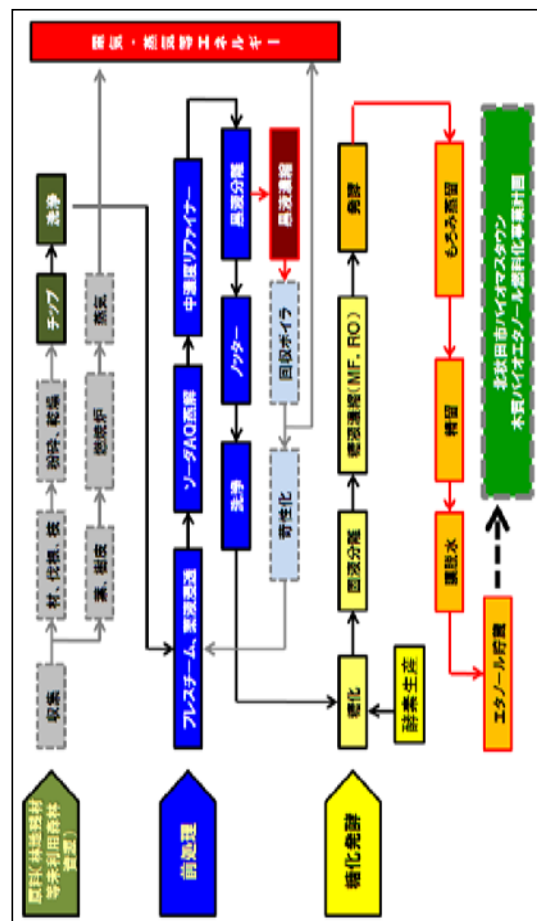 原料(林地残材
等未利用森林
資源)
収集
材、伐根、枝
粉砕、乾燥
チップ
洗浄
葉、樹皮
燃焼炉
蒸気
電気・蒸気等エネルギー
前処理
プレスチーム、薬液浸透
ソーダAQ蒸解
中濃度リファイナー
黒液分離
ノッター
洗浄
黒液濃縮
回収ボイラ
苛性化
糖化発酵
糖化
酵素生産
固液分離
糖液濃縮(MF, RO)
発酵
もろみ蒸留
精留
膜脱水
エタノール貯蔵
北秋田市バイオマスタウン
木質バイオエタノール燃料化事業計画